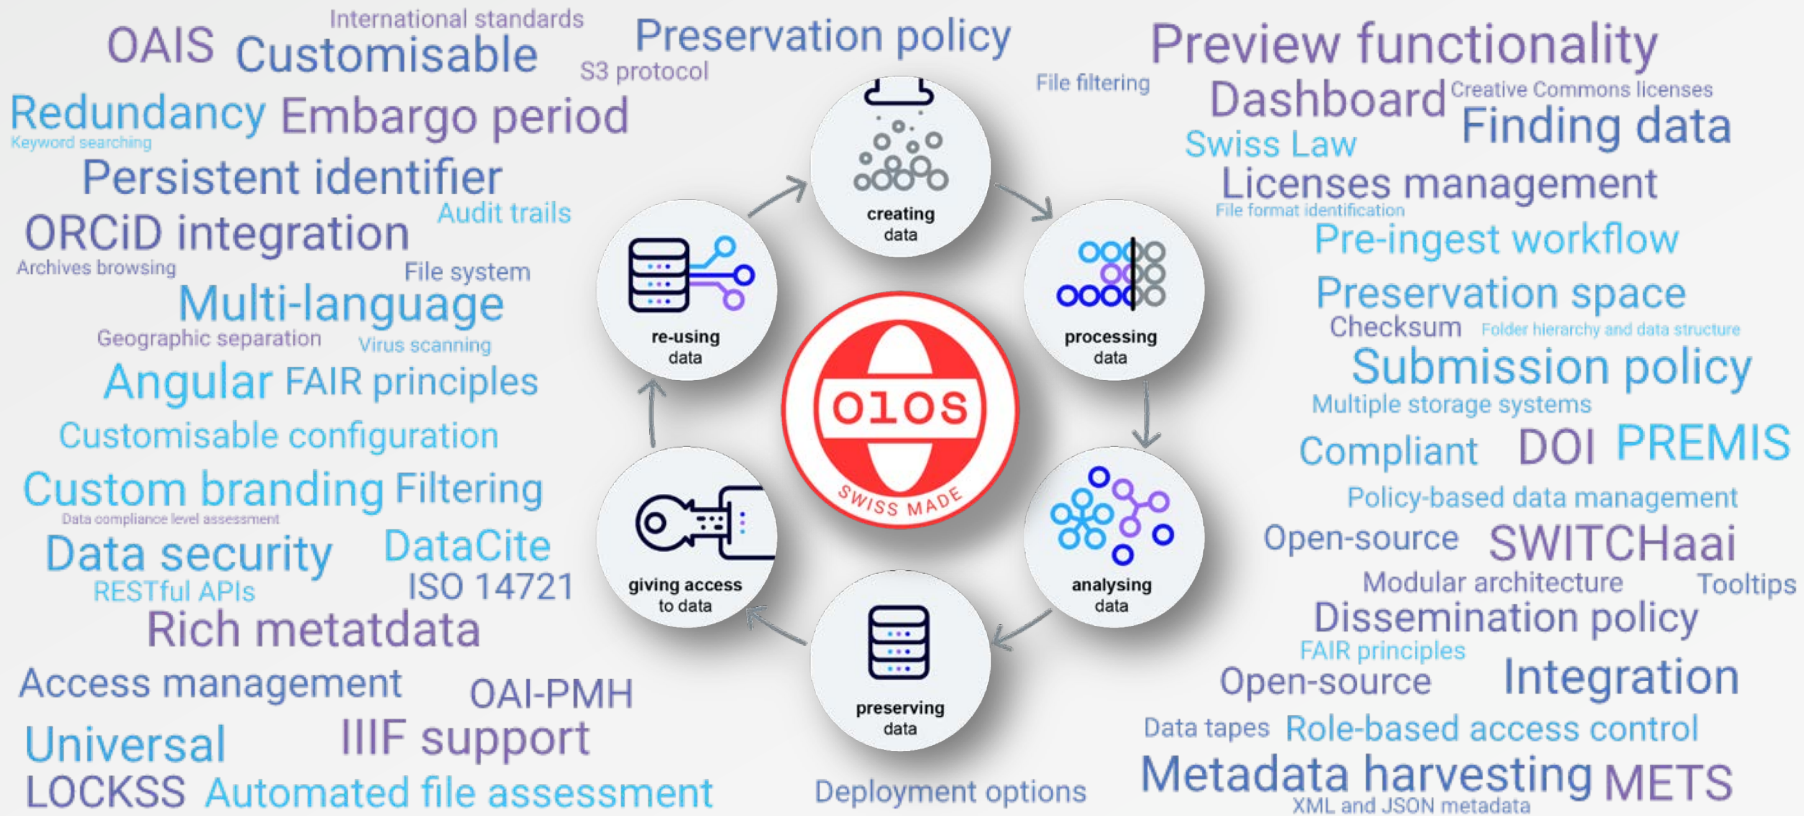 International standards
OAIS
Customisable
Preservation policy
S3 protocol
Redundancy
Embargo period
Keyword searching
Persistent identifier
Audit trails
ORCiD integration
Archives browsing
File system
Multi-language
Geographic separation
Virus scanning
Angular
FAIR principles
Customisable configuration
Custom branding
Filtering
Data compliance level assessment
Data security
DataCite
RESTful APIs
ISO 14721
Rich metatdata
Access management
OAI-PMH
Universal
IIIF support
LOCKSS
Automated file assessment
creating
data
processing
data
analysing
data
preserving
data
giving access
to data
re-using
data
OlOS
SWISS MADE
Deployment options
Preview functionality
File filtering
Dashboard
Creative Commons licenses
Finding data
Swiss Law
Licenses management
File format identification
Pre-ingest workflow
Preservation space
Checksum
Folder hierarchy and data structure
Submission policy
Multiple storage systems
Compliant
DOI
PREMIS
Policy-based data management
Open-source
SWITCHaai
Modular architecture
Tooltips
Dissemination policy
FAIR principles
Open-source
Integration
Data tapes
Role-based access control
Metadata harvesting
METS
XML and JSON metadata